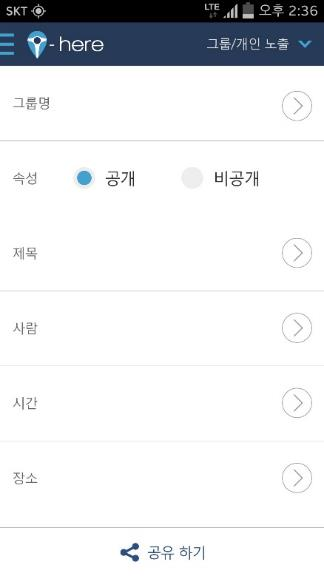 SKT LTE 오후 2:36
- here 그룹/개인 노출
그룹명
속성 공개 비공개
제목
사람
시간
장소
공유 하기